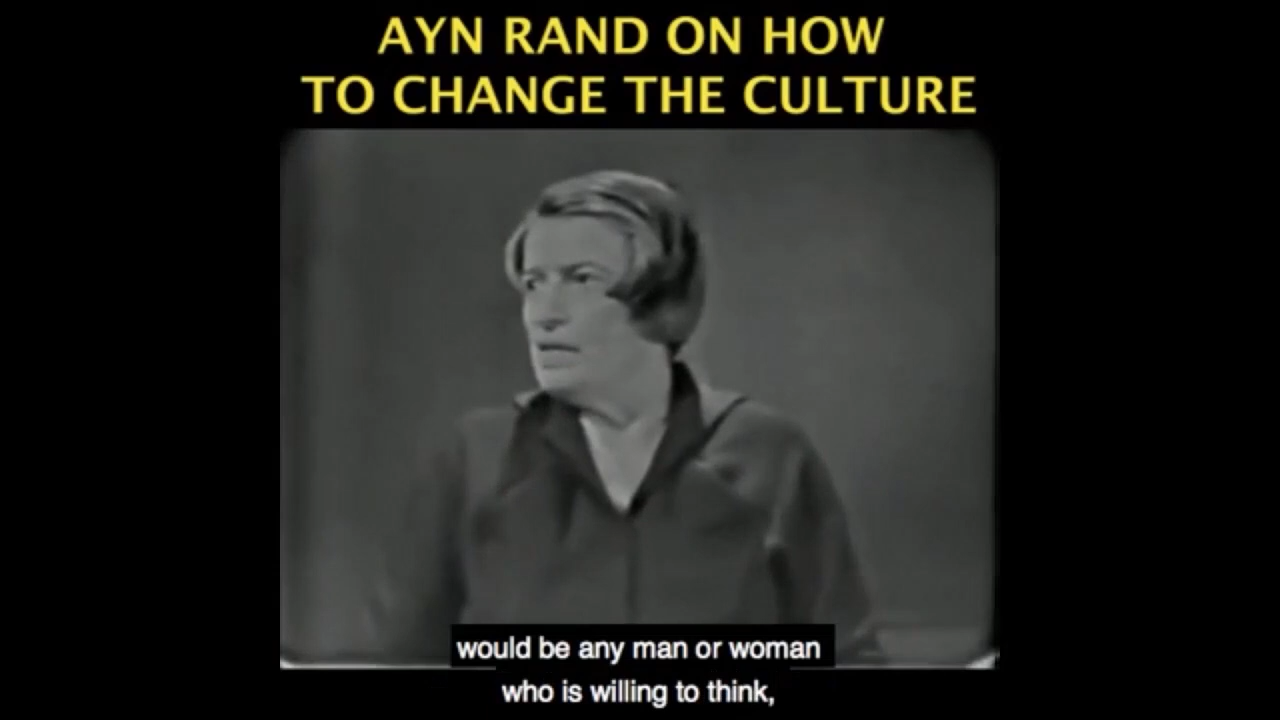 AYN RAND ON HOW
TO CHANGE THE CULTURE
would be any man or woman
who is willing to think,